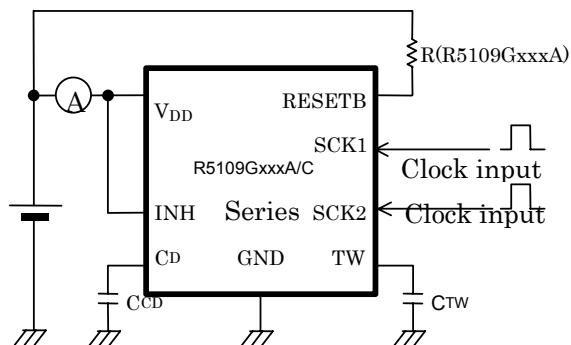 R(R5109GxxxA)
A
VDD
RESETB
SCK1
R5109GxxxA/C
Clock input
INH
Series
SCK2
Clock input
CD
GND
TW
CCD
CTW